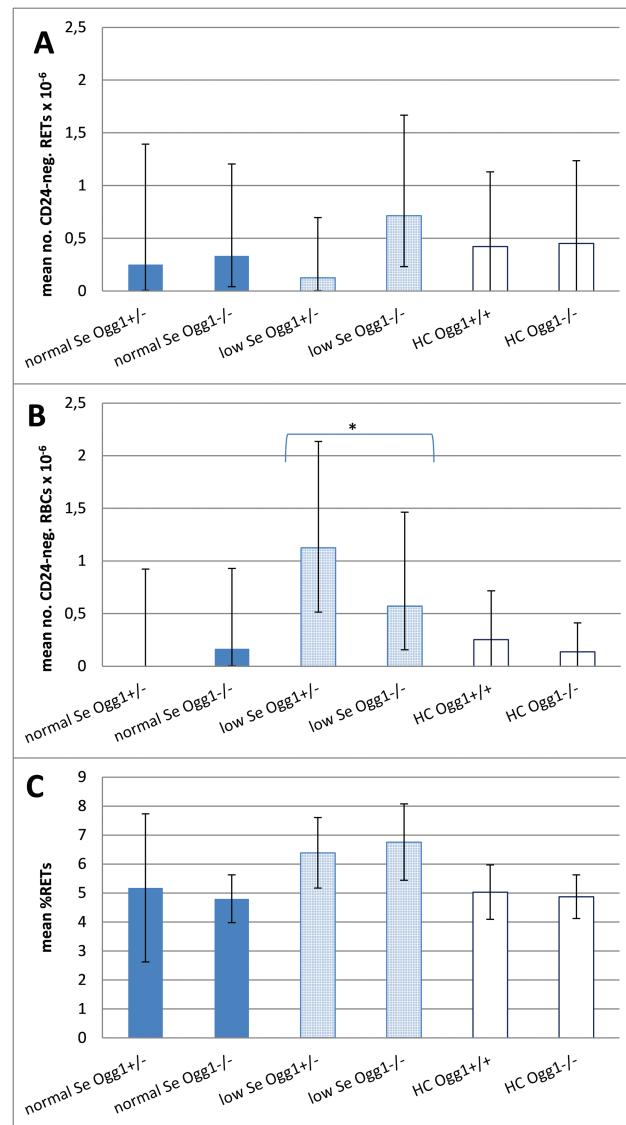 A
mean no. CD24-neg. RETs x 10⁻⁶
2,5
2
1,5
1
0,5
0
normal Se Ogg1+/-
normal Se Ogg1-/-
low Se Ogg1+/-
low Se Ogg1-/-
HC Ogg1+/+
HC Ogg1-/-
B
mean no. CD24-neg. RBCs x 10⁻⁶
2,5
2
1,5
1
0,5
0
*
normal Se Ogg1+/-
normal Se Ogg1-/-
low Se Ogg1+/-
low Se Ogg1-/-
HC Ogg1+/+
HC Ogg1-/-
C
mean %RETs
9
8
7
6
5
4
3
2
1
0
normal Se Ogg1+/-
normal Se Ogg1-/-
low Se Ogg1+/-
low Se Ogg1-/-
HC Ogg1+/+
HC Ogg1-/-